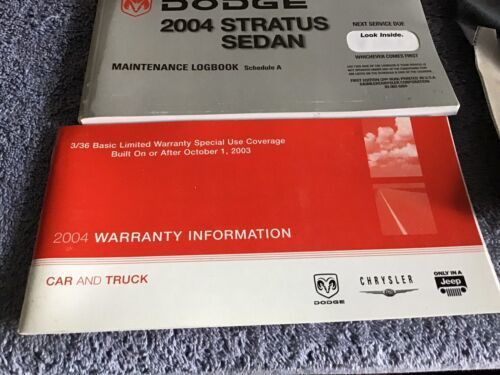 DODGE
2004 STRATUS
SEDAN
NEXT SERVICE DUE
Look Inside.
WHICHEVER COMES FIRST
MAINTENANCE LOGBOOK Schedule A
3/36 Basic Limited Warranty Special Use Coverage
Built On or After October 1, 2003
2004 WARRANTY INFORMATION
CAR AND TRUCK
DODGE
CHRYSLER
ONLY IN A
Jeep